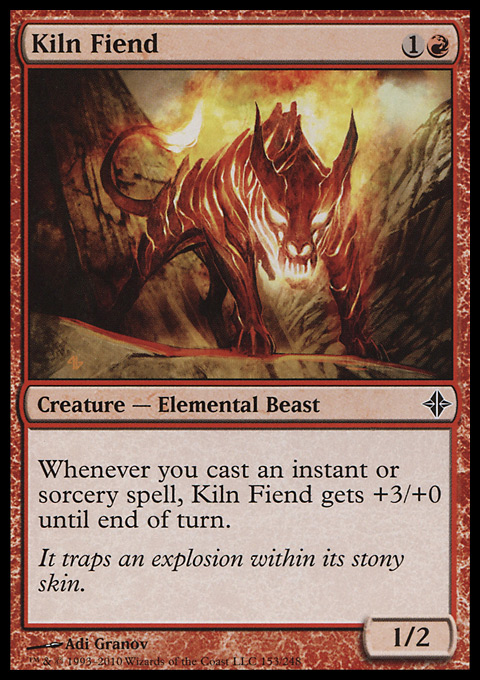 Kiln Fiend 1
Creature — Elemental Beast
Whenever you cast an instant or
sorcery spell, Kiln Fiend gets +3/+0
until end of turn.
It traps an explosion within its stony
skin.
Adi Granov
1/2
™ & © 1993–2010 Wizards of the Coast LLC 153/248